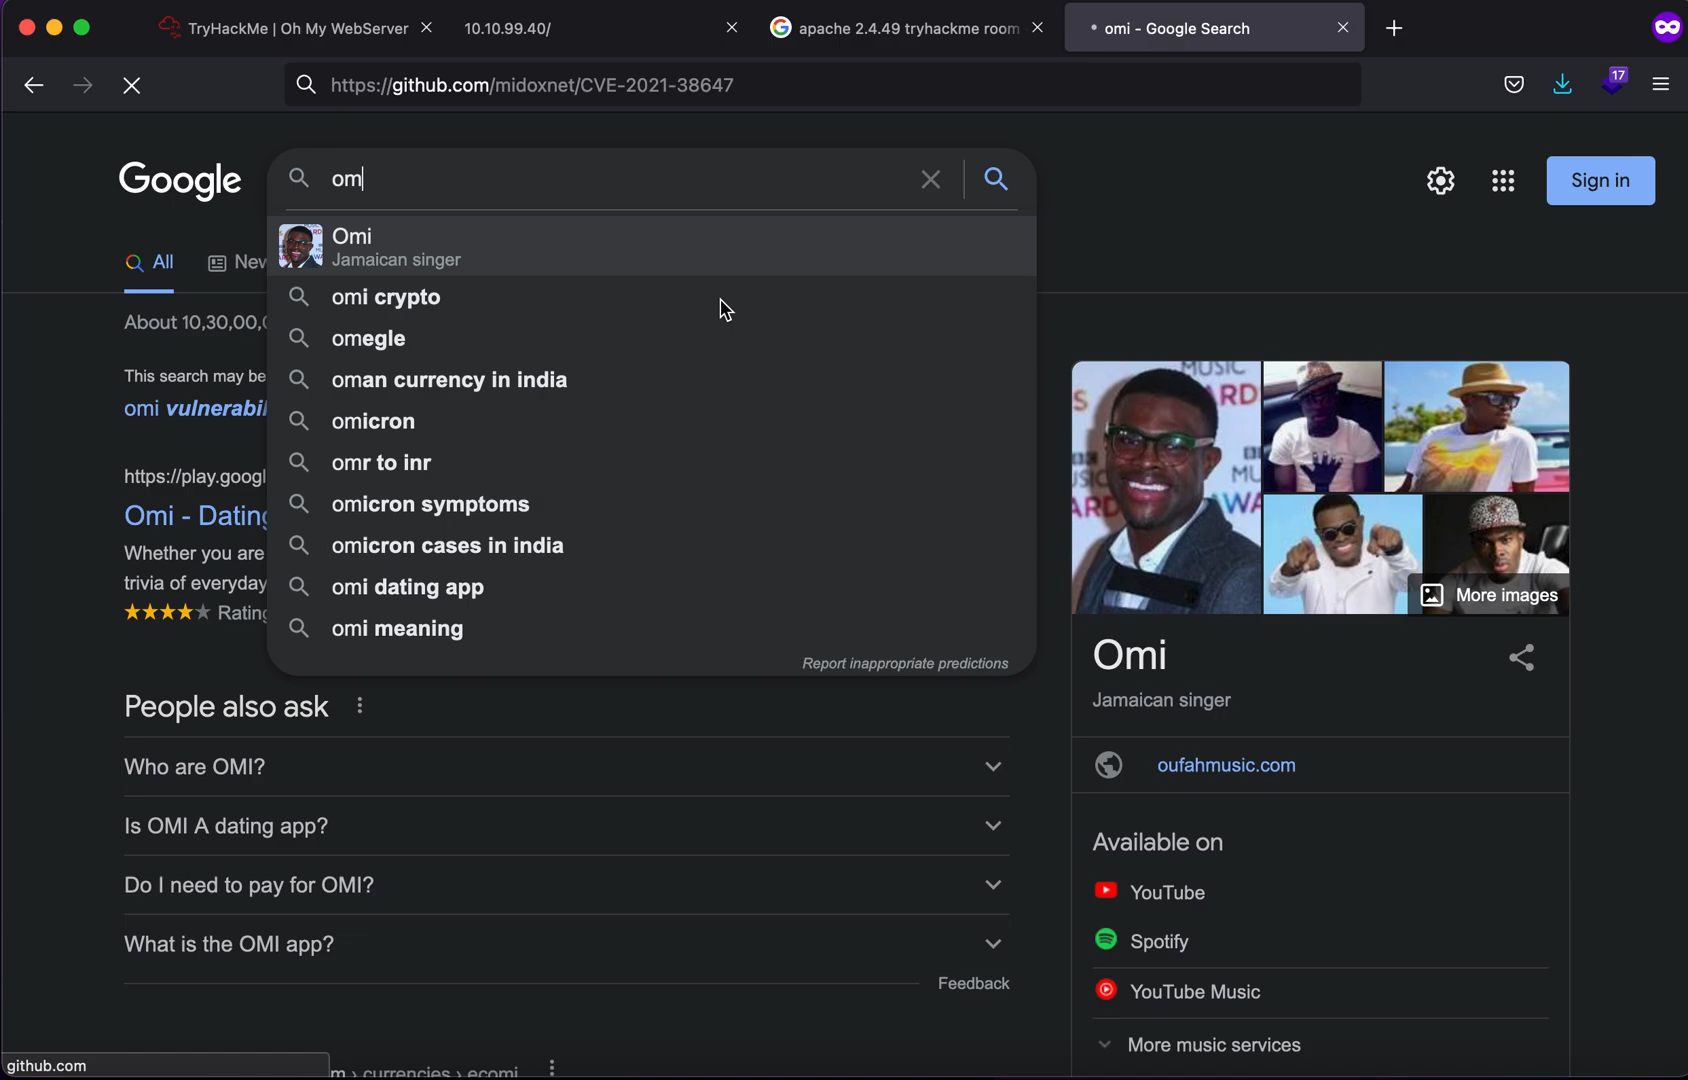 TryHackMe | Oh My WebServer
10.10.99.40/
apache 2.4.49 tryhackme room
omi - Google Search
https://github.com/midoxnet/CVE-2021-38647
17
Google
om
Sign in
Omi
Jamaican singer
All
New
omi crypto
About 10,30,00,0
omegle
This search may be
oman currency in india
omi vulnerabil
omicron
https://play.googl
omr to inr
Omi - Dating
omicron symptoms
Whether you are
omicron cases in india
trivia of everyday
omi dating app
More images
Rating
omi meaning
Report inappropriate predictions
Omi
Jamaican singer
People also ask
Who are OMI?
oufahmusic.com
Is OMI A dating app?
Available on
Do I need to pay for OMI?
YouTube
What is the OMI app?
Spotify
Feedback
YouTube Music
More music services
github.com
m › currencies › ecomi